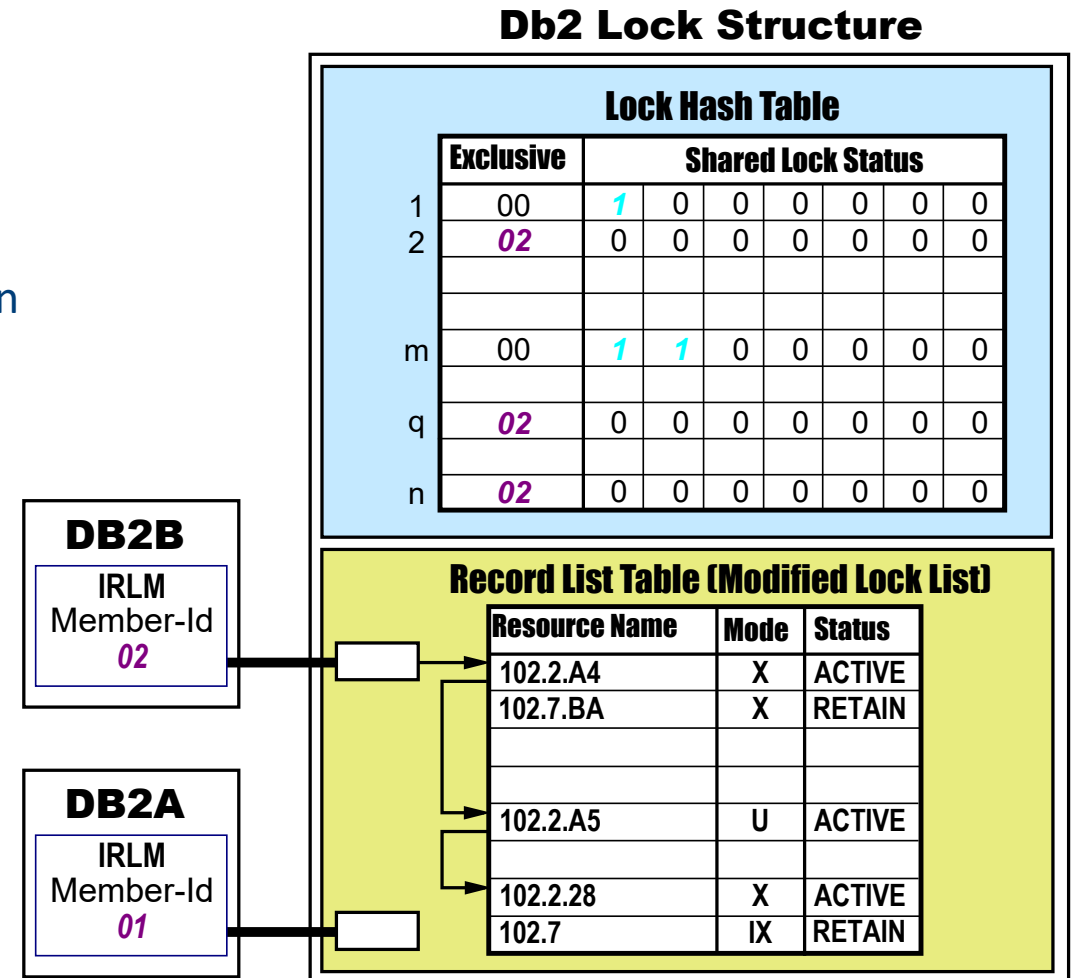 Db2 Lock Structure
Lock Hash Table
Exclusive Shared Lock Status
1 00 1 0 0 0 0 0 0
2 02 0 0 0 0 0 0 0
n
m 00 1 1 0 0 0 0 0
q 02 0 0 0 0 0 0 0
n 02 0 0 0 0 0 0 0
DB2B
IRLM
Member-Id
02
Record List Table (Modified Lock List)
Resource Name Mode Status
102.2.A4 X ACTIVE
102.7.BA X RETAIN
102.2.A5 U ACTIVE
102.2.28 X ACTIVE
102.7 IX RETAIN
DB2A
IRLM
Member-Id
01